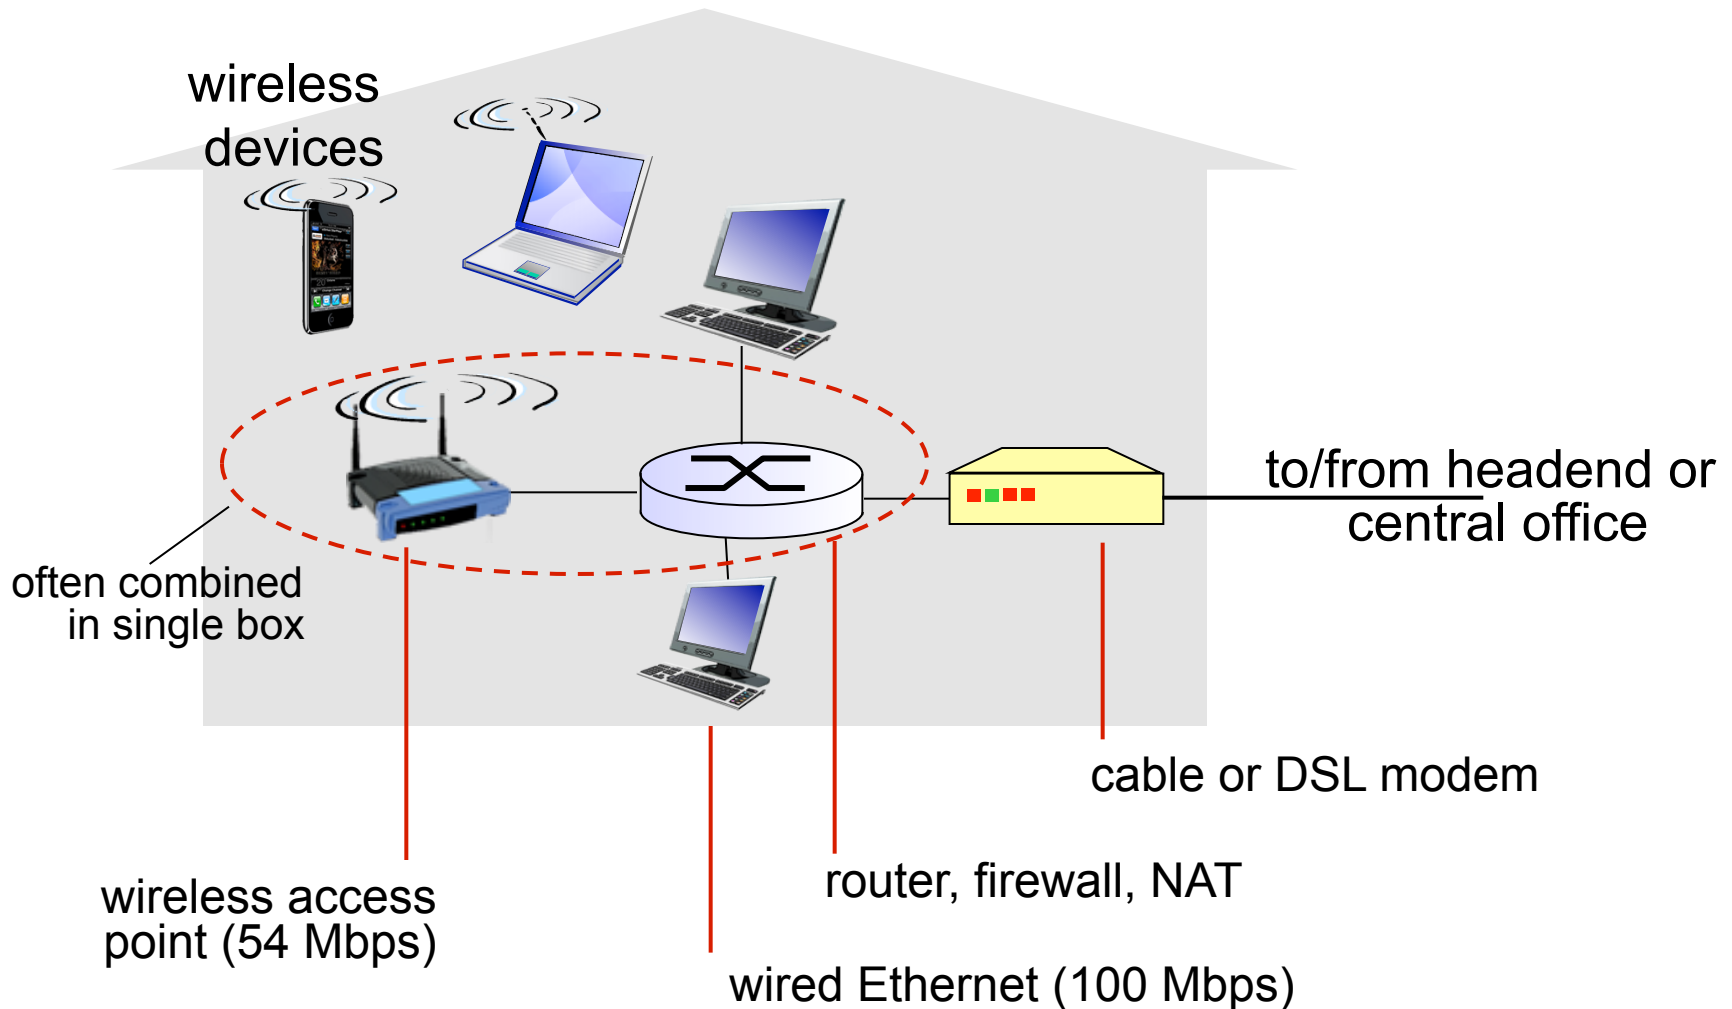 wireless
devices
to/from headend or
central office
often combined
in single box
cable or DSL modem
router, firewall, NAT
wireless access
point (54 Mbps)
wired Ethernet (100 Mbps)